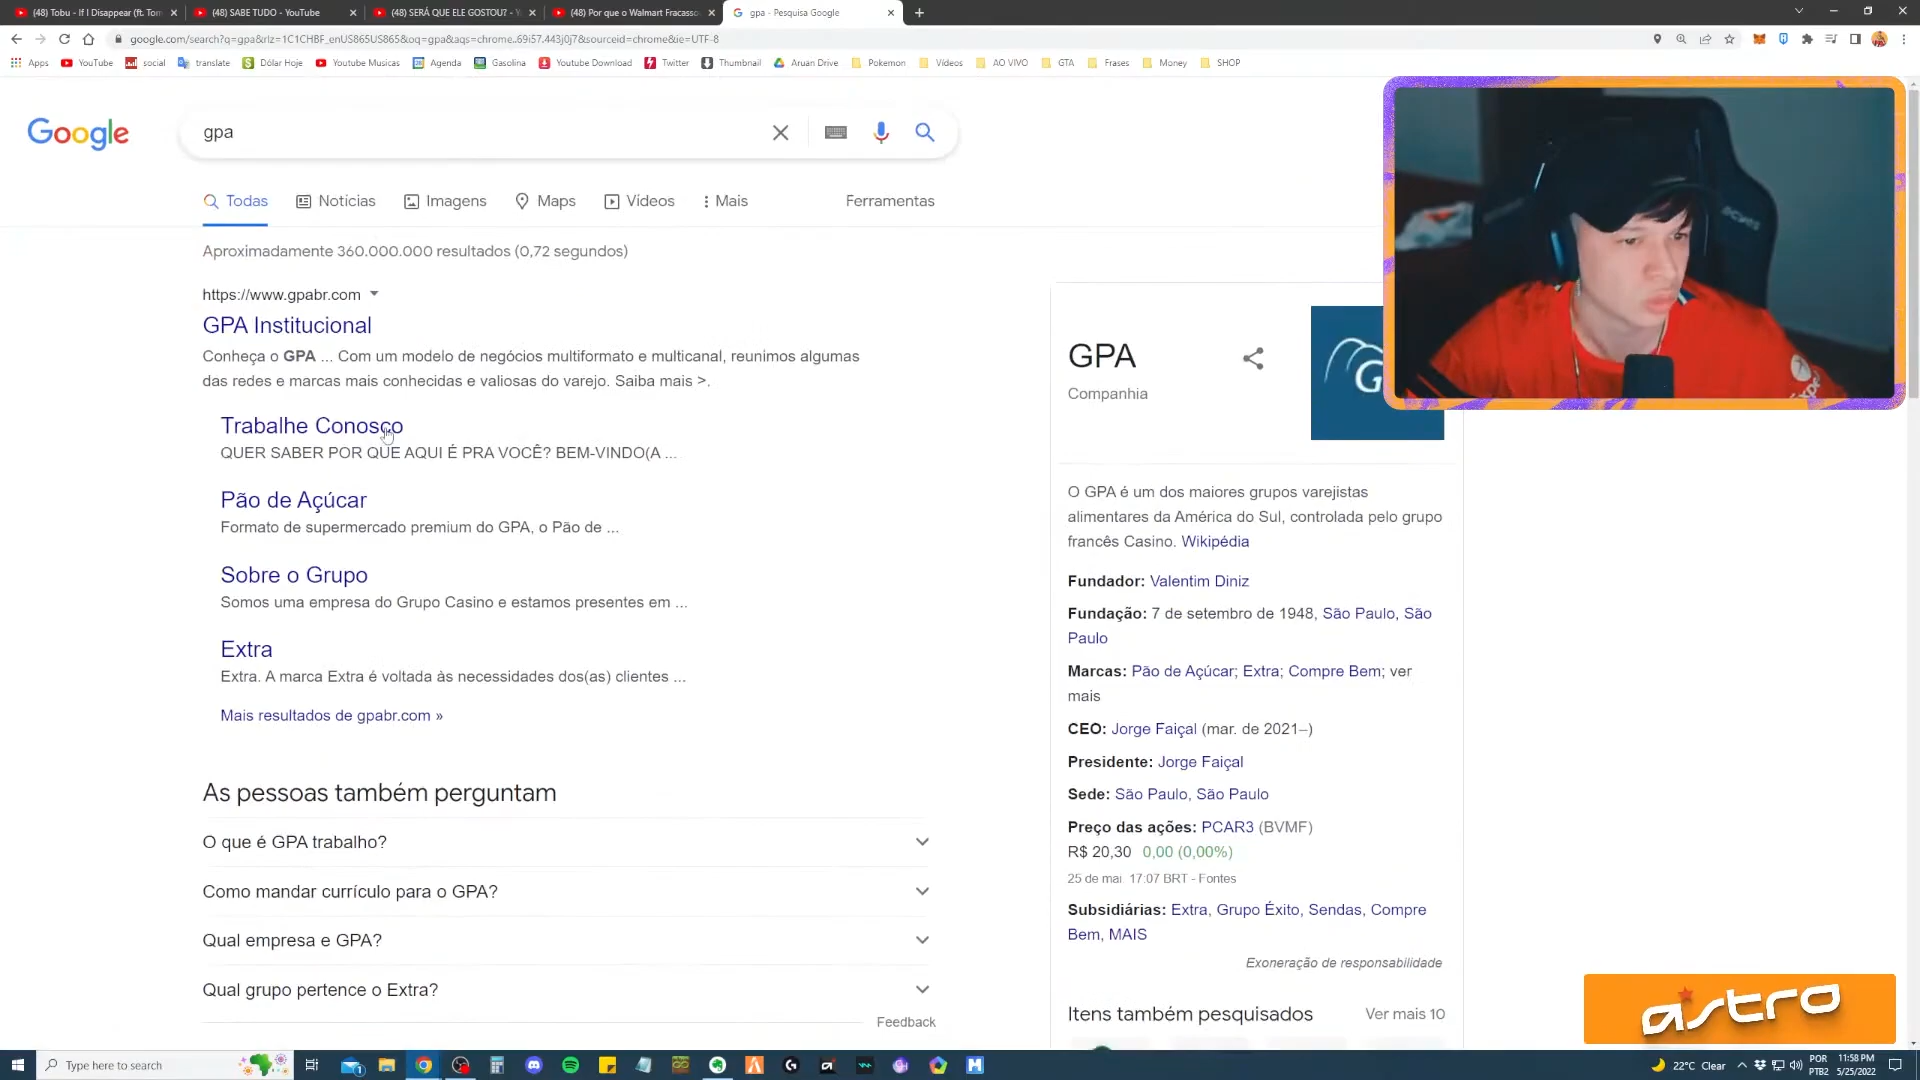 (48) Tobu - If I Disappear (ft. Tom
(48) SABE TUDO - YouTube
(48) SERÁ QUE ELE GOSTOU? - Y
(48) Por que o Walmart Fracasso
gpa - Pesquisa Google
google.com/search?q=gpa&rlz=1C1CHBF_enUS865US865&oq=gpa&aqs=chrome..69i57.443j0j7&sourceid=chrome&ie=UTF-8
Apps
YouTube
social
translate
Dólar Hoje
Youtube Musicas
Agenda
Gasolina
Youtube Download
Twitter
Thumbnail
Aruan Drive
Pokemon
Vídeos
AO VIVO
GTA
Frases
Money
SHOP
Google
gpa
Todas
Notícias
Imagens
Maps
Vídeos
Mais
Ferramentas
Aproximadamente 360.000.000 resultados (0,72 segundos)
https://www.gpabr.com
GPA Institucional
Conheça o GPA ... Com um modelo de negócios multiformato e multicanal, reunimos algumas
das redes e marcas mais conhecidas e valiosas do varejo. Saiba mais >.
Trabalhe Conosco
QUER SABER POR QUE AQUI É PRA VOCÊ? BEM-VINDO(A ...
Pão de Açúcar
Formato de supermercado premium do GPA, o Pão de ...
Sobre o Grupo
Somos uma empresa do Grupo Casino e estamos presentes em ...
Extra
Extra. A marca Extra é voltada às necessidades dos(as) clientes ...
Mais resultados de gpabr.com »
As pessoas também perguntam
O que é GPA trabalho?
Como mandar currículo para o GPA?
Qual empresa e GPA?
Qual grupo pertence o Extra?
Feedback
GPA
Companhia
G
O GPA é um dos maiores grupos varejistas
alimentares da América do Sul, controlada pelo grupo
francês Casino. Wikipédia
Fundador: Valentim Diniz
Fundação: 7 de setembro de 1948, São Paulo, São
Paulo
Marcas: Pão de Açúcar; Extra; Compre Bem; ver
mais
CEO: Jorge Faiçal (mar. de 2021–)
Presidente: Jorge Faiçal
Sede: São Paulo, São Paulo
Preço das ações: PCAR3 (BVMF)
R$ 20,30 0,00 (0,00%)
25 de mai. 17:07 BRT - Fontes
Subsidiárias: Extra, Grupo Éxito, Sendas, Compre
Bem, MAIS
Exoneração de responsabilidade
Itens também pesquisados
Ver mais 10
astro
Type here to search
22°C Clear
POR
PTB2
11:58 PM
5/25/2022